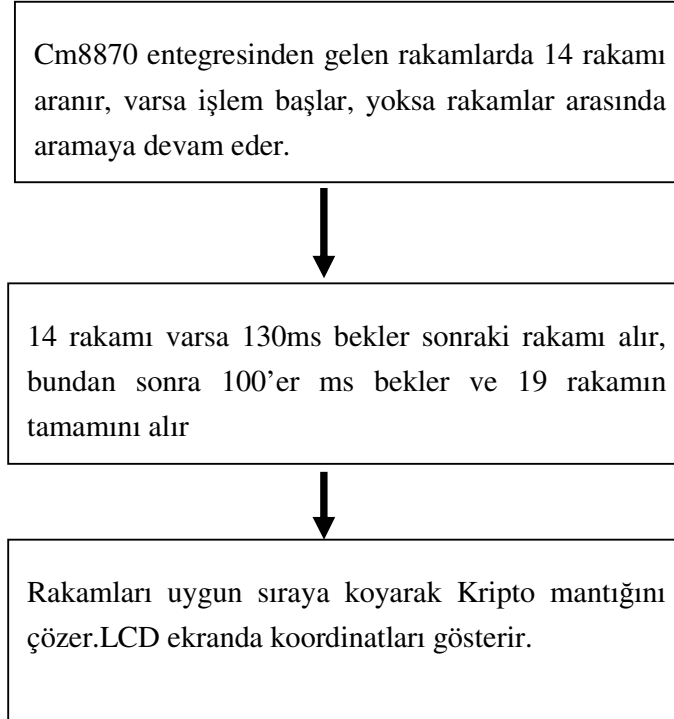 Cm8870 entegresinden gelen rakamlarda 14 rakamı
aranır, varsa işlem başlar, yoksa rakamlar arasında
aramaya devam eder.
14 rakamı varsa 130ms bekler sonraki rakamı alır,
bundan sonra 100’er ms bekler ve 19 rakamın
tamamını alır
Rakamları uygun sıraya koyarak Kripto mantığını
çözer.LCD ekranda koordinatları gösterir.